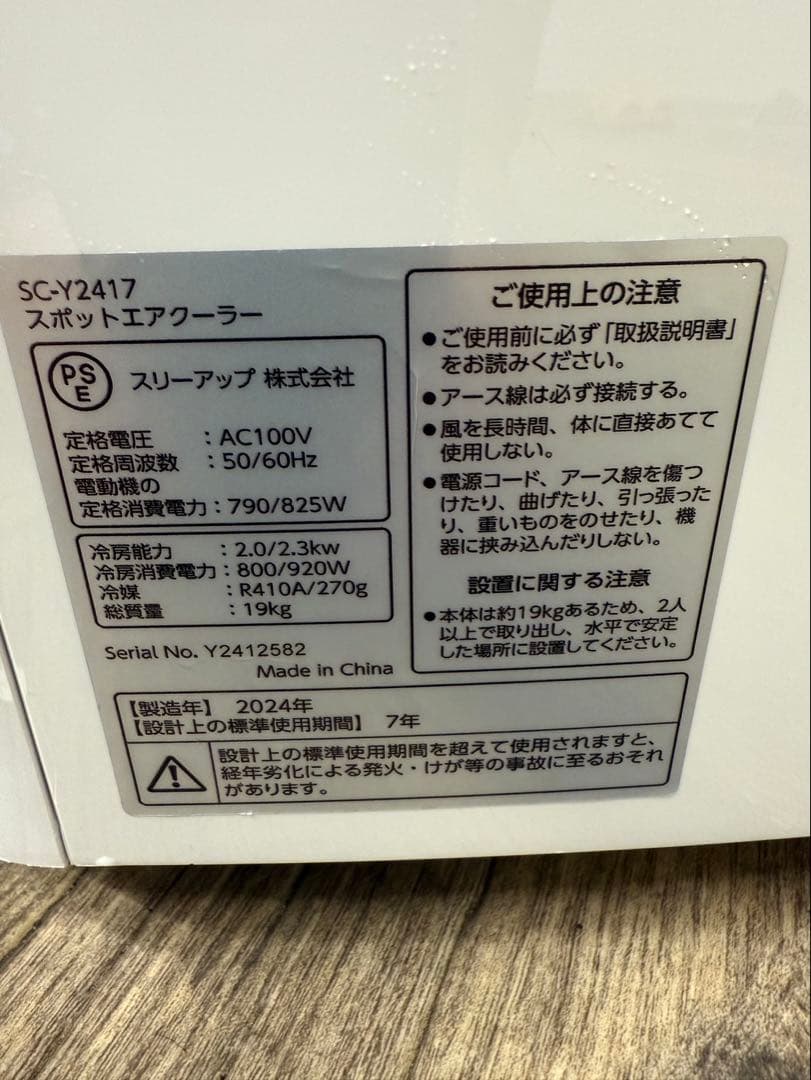 SC-Y2417
スポットエアクーラー
PS
E
スリーアップ 株式会社
定格電圧 : AC100V
定格周波数 : 50/60Hz
電動機の
定格消費電力 : 790/825W
冷房能力 : 2.0/2.3kw
冷房消費電力 : 800/920W
冷媒 : R410A/270g
総質量 : 19kg
Serial No. Y2412582
Made in China
ご使用上の注意
●ご使用前に必ず「取扱説明書」
をお読みください。
●アース線は必ず接続する。
●風を長時間、体に直接あてて
使用しない。
●電源コード、アース線を傷つ
けたり、曲げたり、引っ張った
り、重いものをのせたり、機
器に挟み込んだりしない。
設置に関する注意
●本体は約19kgあるため、2人
以上で取り出し、水平で安定
した場所に設置してください。
【製造年】 2024年
【設計上の標準使用期間】 7年
設計上の標準使用期間を超えて使用されますと、
経年劣化による発火・けが等の事故に至るおそれ
があります。